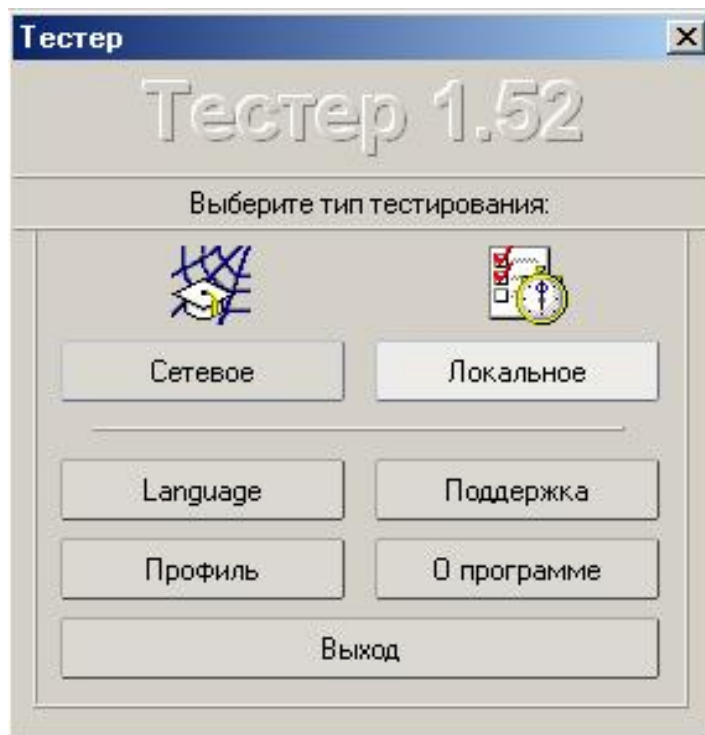 Тестер
Тестер 1.52
Выберите тип тестирования:
Сетевое
Локальное
Language
Поддержка
Профиль
О программе
Выход